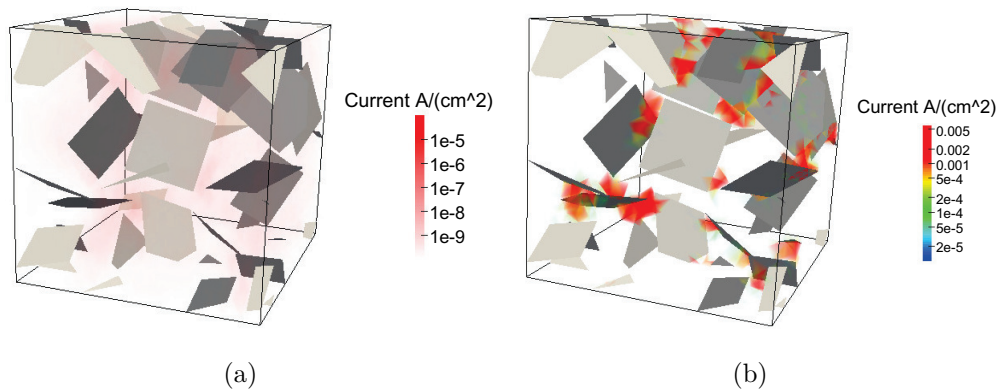 Current A/(cm^2)
1e-5
1e-6
1e-7
1e-8
1e-9
(a)
Current A/(cm^2)
0.005
0.002
0.001
5e-4
2e-4
1e-4
5e-5
2e-5
(b)